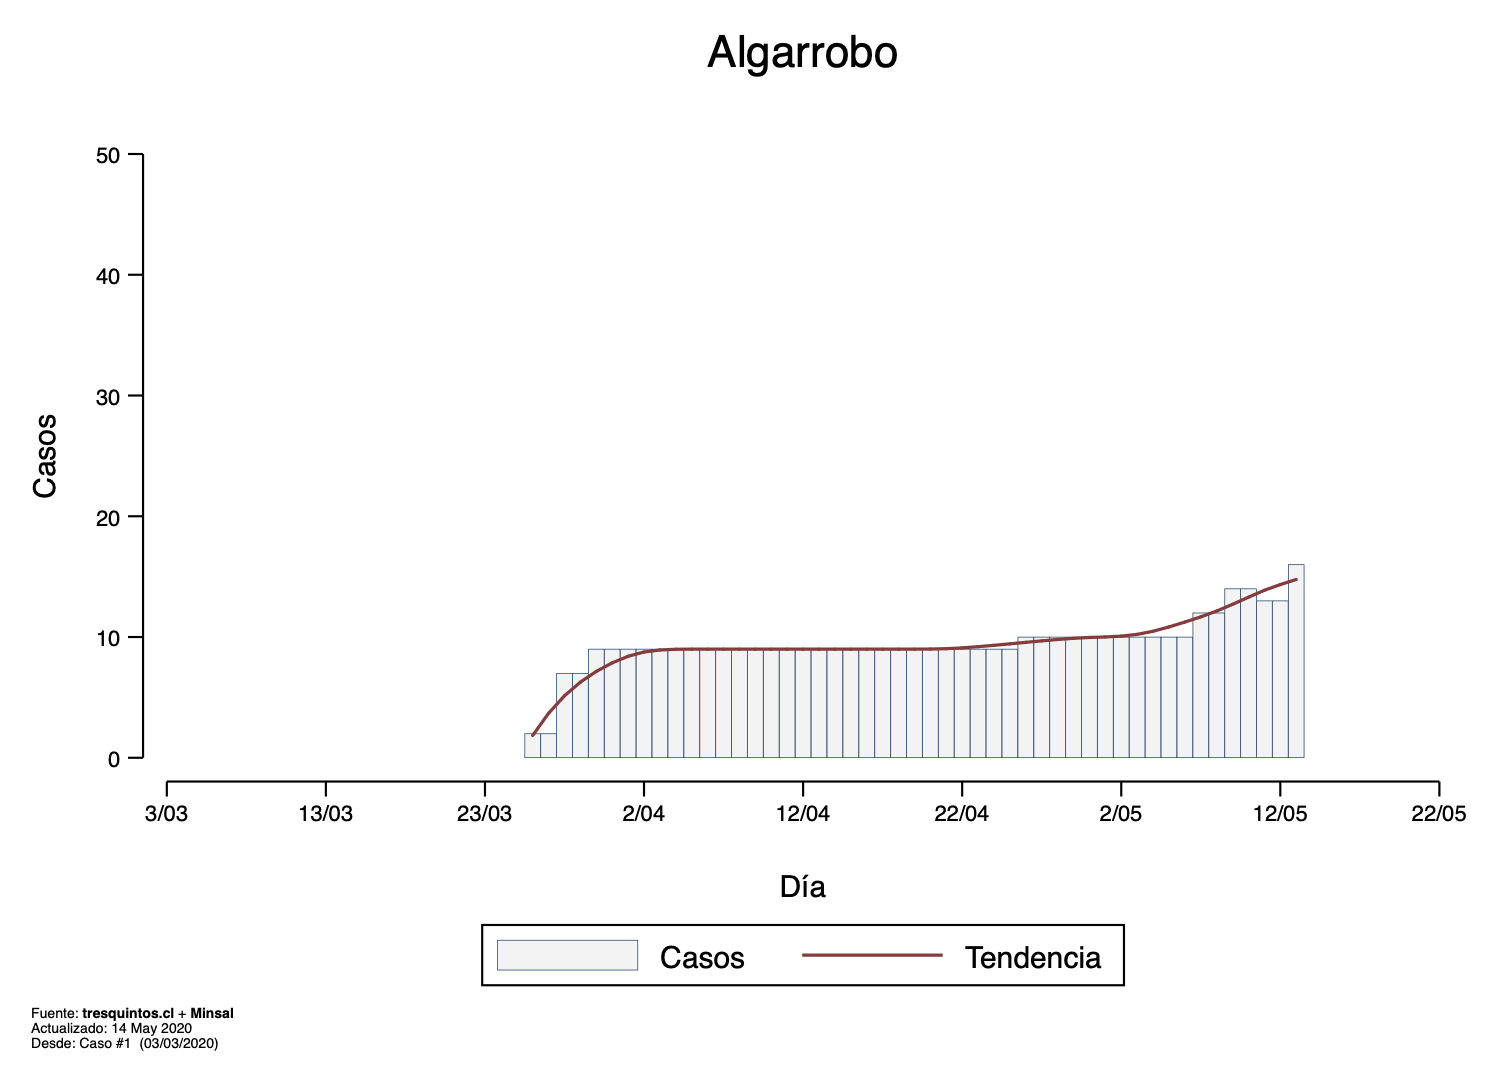 Algarrobo
50
40
30
20
10
0
Casos
3/03 13/03 23/03 2/04 12/04 22/04 2/05 12/05 22/05
Día
Casos Tendencia
Fuente: tresquintos.cl + Minsal
Actualizado: 14 May 2020
Desde: Caso #1 (03/03/2020)